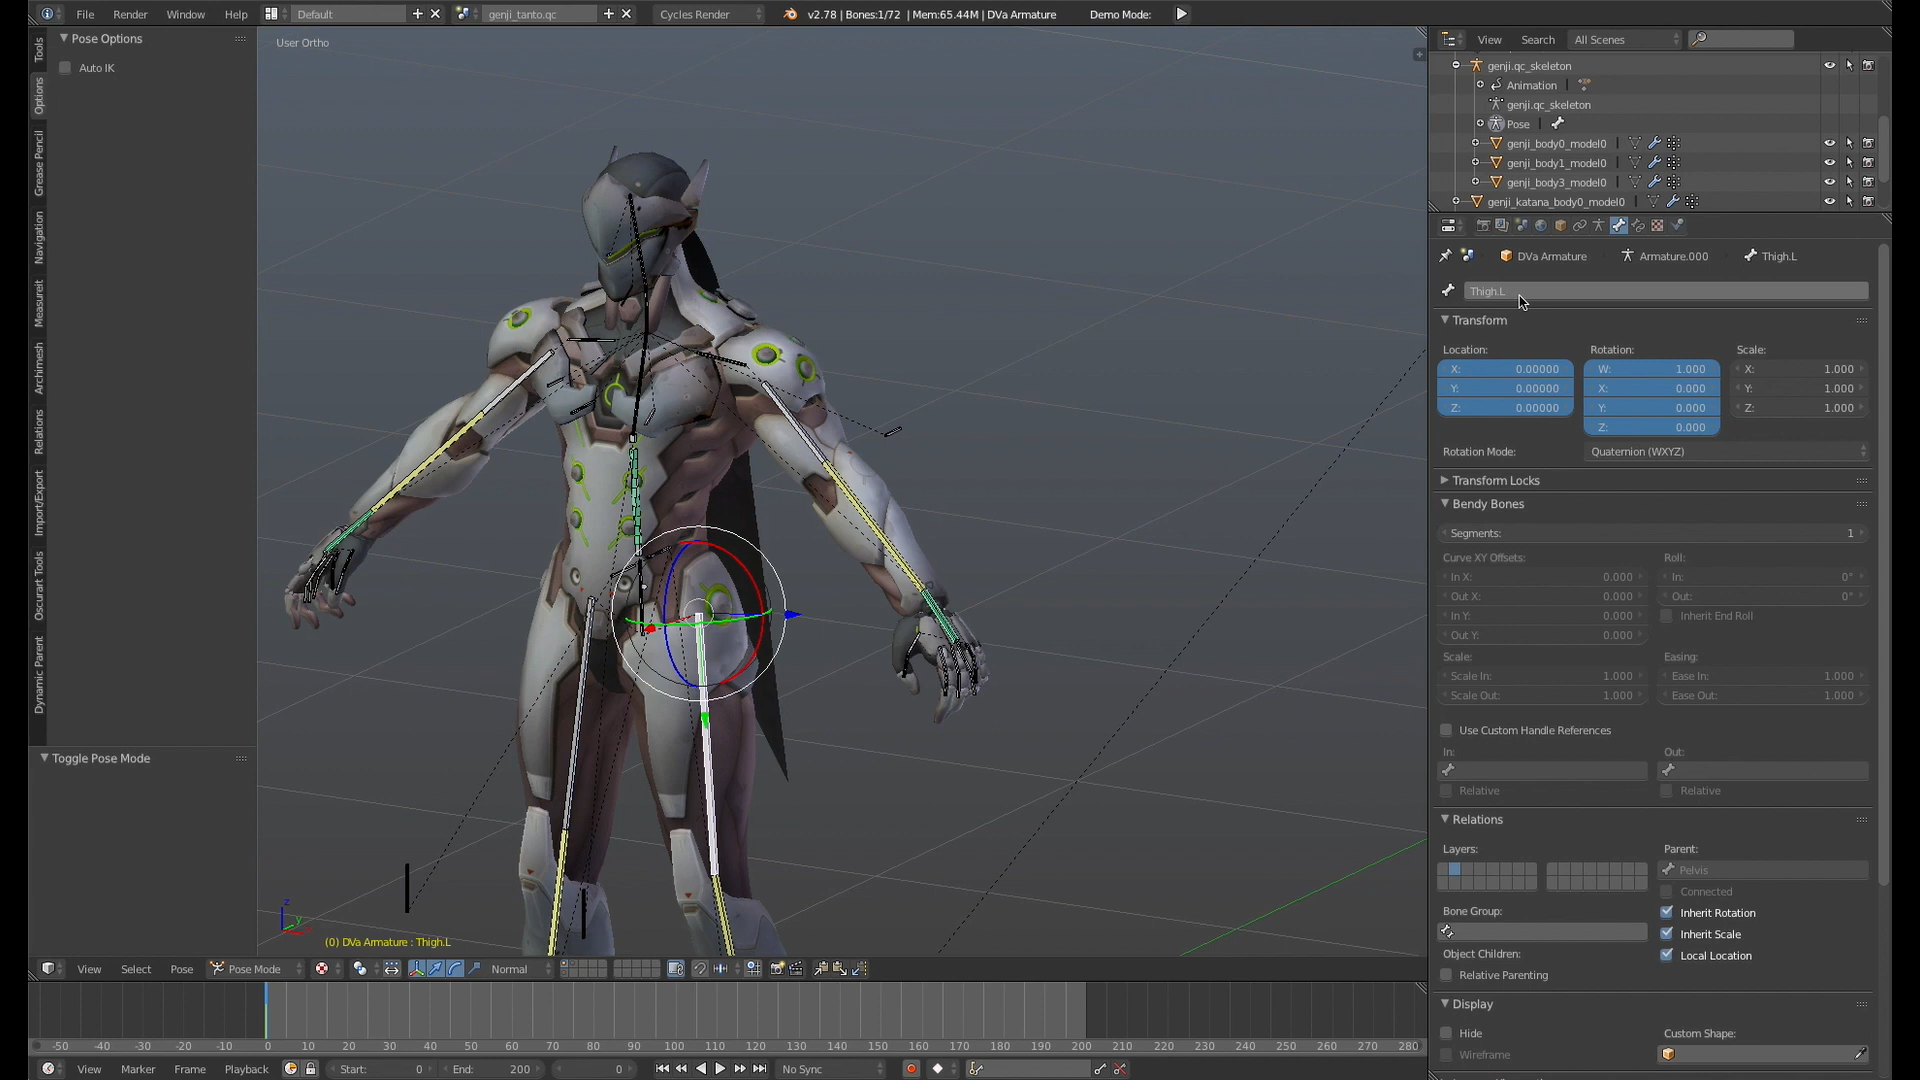 File Render Window Help Default genji_tanto.qc Cycles Render v2.78 | Bones:1/72 | Mem:65.44M | DVa Armature Demo Mode:
Pose Options
Auto IK
Tools
Options
Grease Pencil
Navigation
Measureit
Archimesh
Relations
Import/Export
Oscurart Tools
Dynamic Parent
Toggle Pose Mode
User Ortho
z
y
(0) DVa Armature : Thigh.L
View Select Pose Pose Mode Normal
-50 -40 -30 -20 -10 0 10 20 30 40 50 60 70 80 90 100 110 120 130 140 150 160 170 180 190 200 210 220 230 240 250 260 270 280
View Marker Frame Playback Start: 0 End: 200 0 No Sync
View Search All Scenes
genji.qc_skeleton
Animation
genji.qc_skeleton
Pose
genji_body0_model0
genji_body1_model0
genji_body3_model0
genji_katana_body0_model0
DVa Armature Armature.000 Thigh.L
Thigh.L
Transform
Location: Rotation: Scale:
X: 0.00000 W: 1.000 X: 1.000
Y: 0.00000 X: 0.000 Y: 1.000
Z: 0.00000 Y: 0.000 Z: 1.000
Z: 0.000
Rotation Mode: Quaternion (WXYZ)
Transform Locks
Bendy Bones
Segments: 1
Curve XY Offsets: Roll:
In X: 0.000 In: 0°
Out X: 0.000 Out: 0°
In Y: 0.000 Inherit End Roll
Out Y: 0.000
Scale: Easing:
Scale In: 1.000 Ease In: 1.000
Scale Out: 1.000 Ease Out: 1.000
Use Custom Handle References
In: Out:
Relative Relative
Relations
Layers: Parent:
Pelvis
Connected
Bone Group: Inherit Rotation
Inherit Scale
Object Children: Local Location
Relative Parenting
Display
Hide Custom Shape:
Wireframe